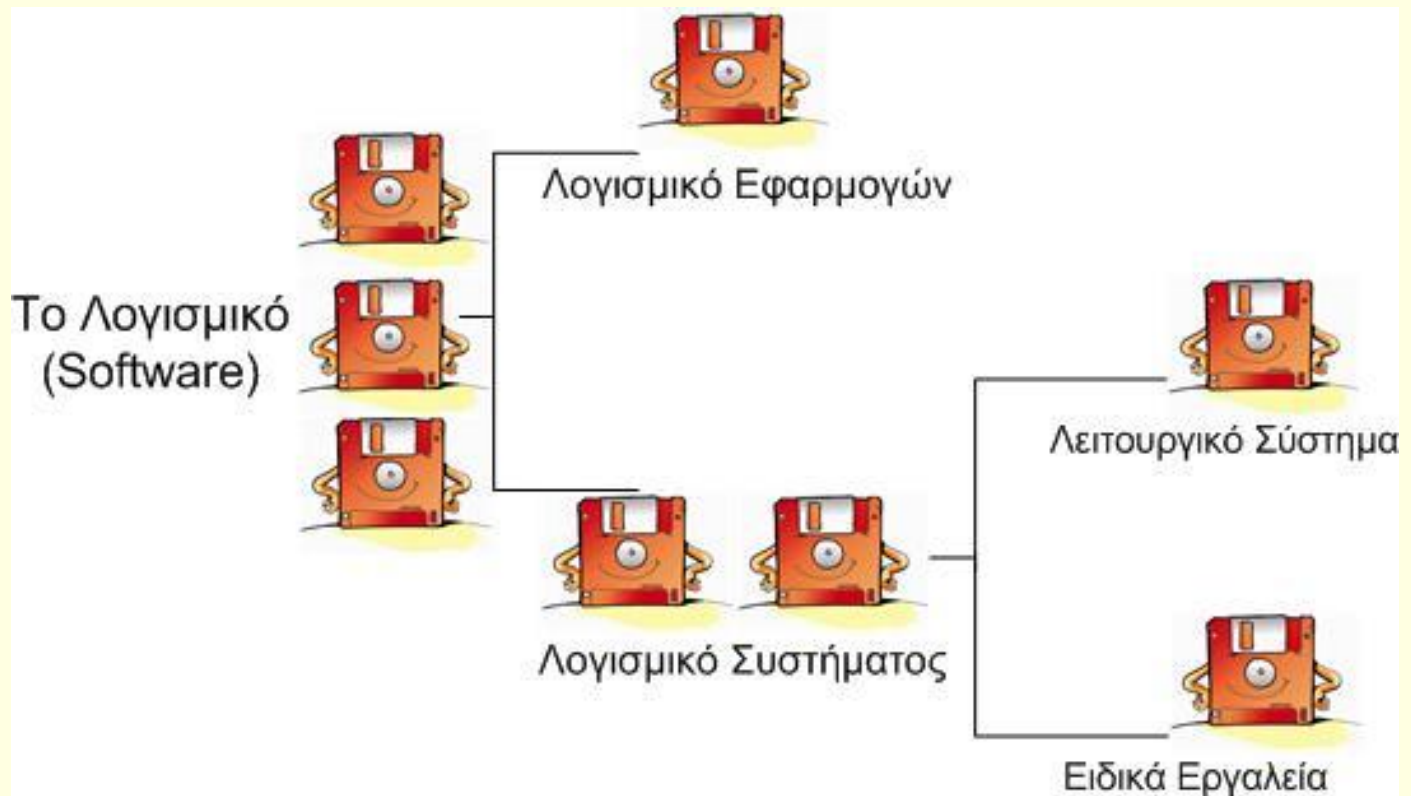 Λογισμικό Εφαρμογών
Το Λογισμικό
(Software)
Λειτουργικό Σύστημα
Λογισμικό Συστήματος
Ειδικά Εργαλεία